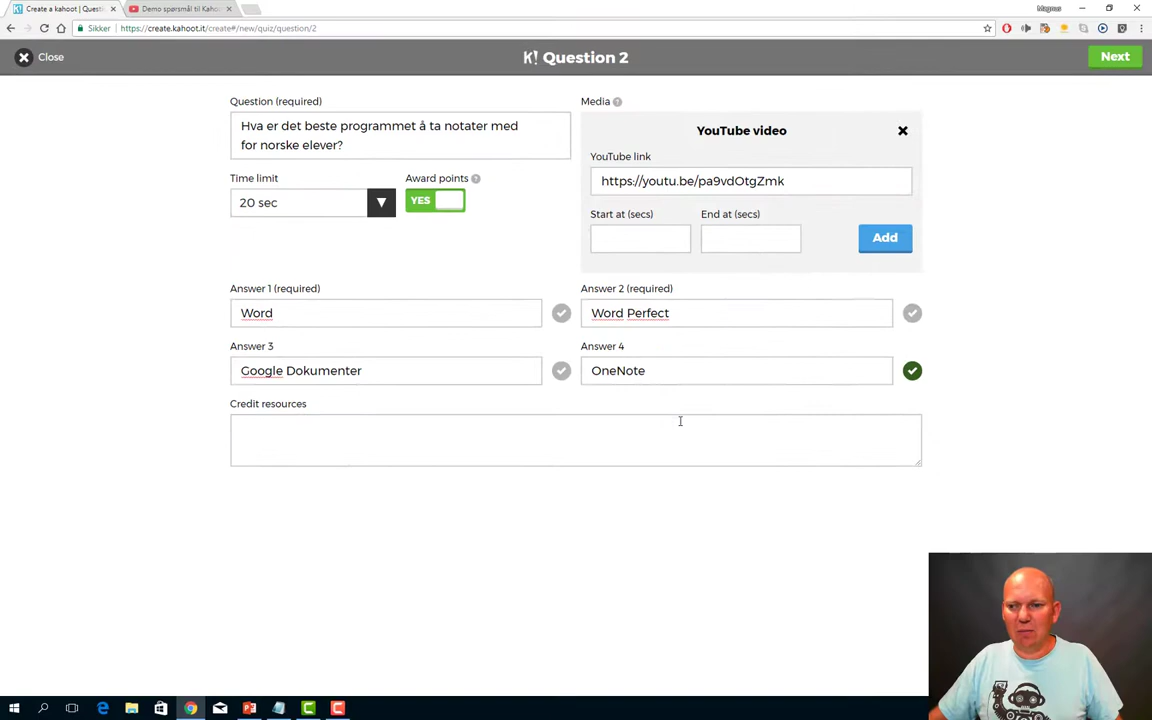 Create a kahoot | Questi
Demo spørsmål til Kaho
Magnus
Sikker
https://create.kahoot.it/create#/new/quiz/question/2
Close
K! Question 2
Next
Question (required)
Media
Hva er det beste programmet å ta notater med
for norske elever?
YouTube video
YouTube link
https://youtu.be/pa9vdOtgZmk
Time limit
Award points
20 sec
YES
Start at (secs)
End at (secs)
Add
Answer 1 (required)
Answer 2 (required)
Word
Word Perfect
Answer 3
Answer 4
Google Dokumenter
OneNote
Credit resources